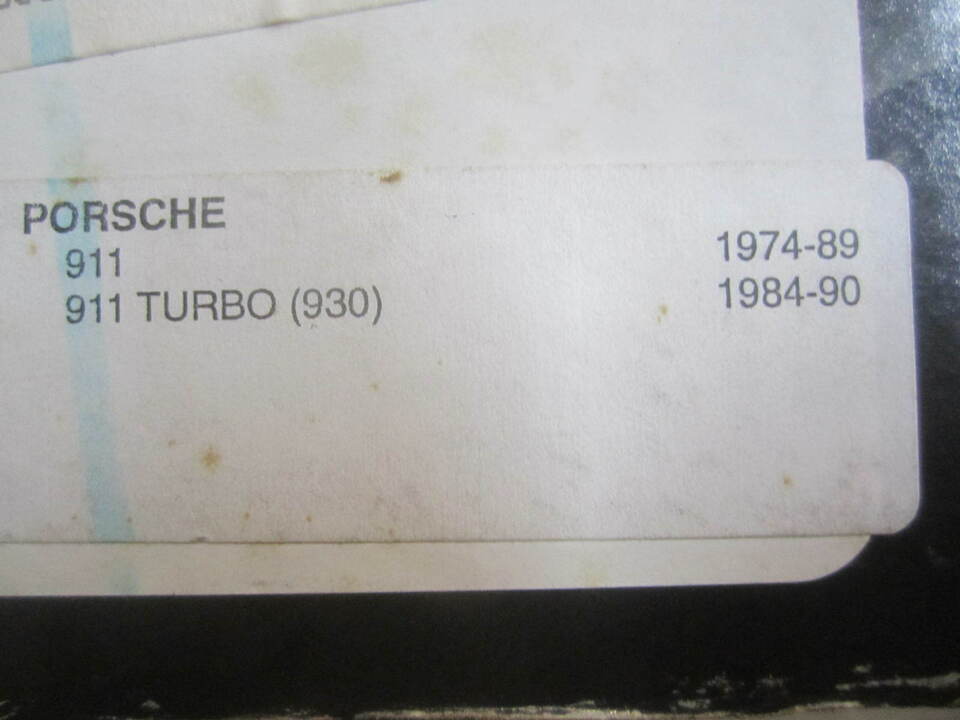 PORSCHE
911 1974-89
911 TURBO (930) 1984-90